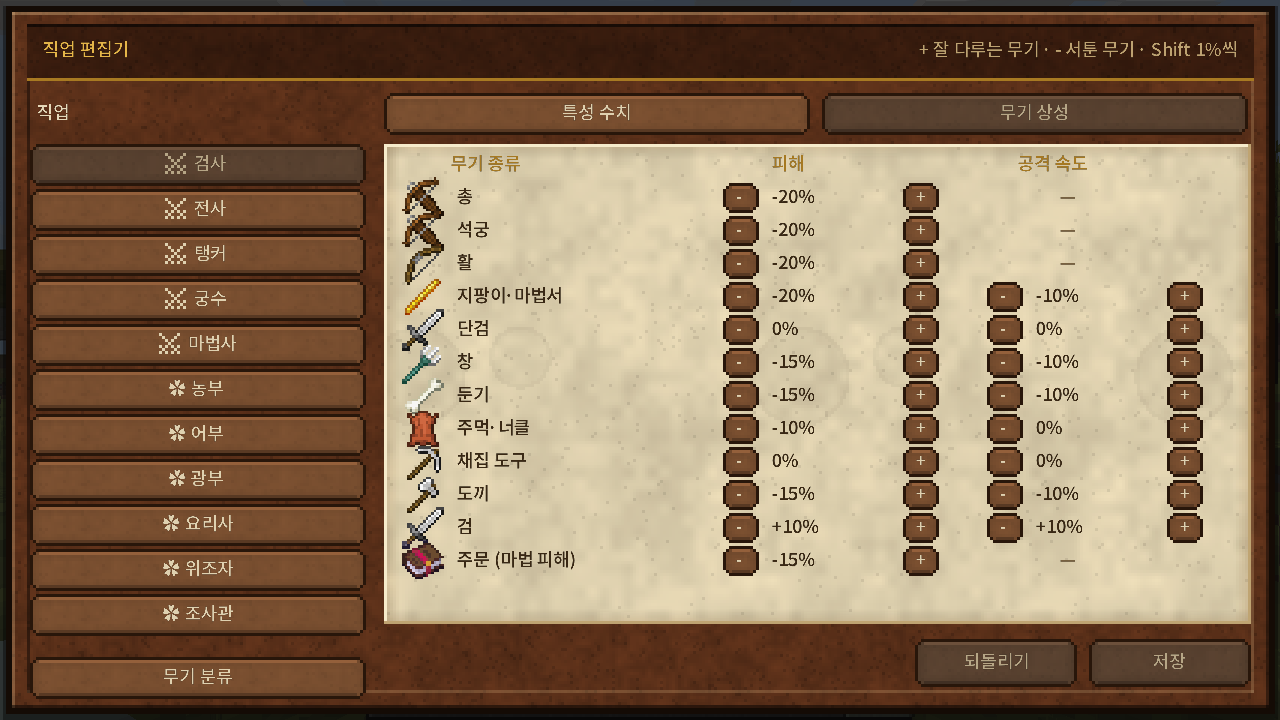 직업 편집기
+ 잘 다루는 무기 · - 서툰 무기 · Shift 1%씩
직업
특성 수치
무기 상성
검사
전사
탱커
궁수
마법사
농부
어부
광부
요리사
위조자
조사관
무기 분류
무기 종류 피해 공격 속도
총 - -20% + —
석궁 - -20% + —
활 - -20% + —
지팡이·마법서 - -20% + - -10% +
단검 - 0% + - 0% +
창 - -15% + - -10% +
둔기 - -15% + - -10% +
주먹·너클 - -10% + - 0% +
채집 도구 - 0% + - 0% +
도끼 - -15% + - -10% +
검 - +10% + - +10% +
주문 (마법 피해) - -15% + —
되돌리기
저장